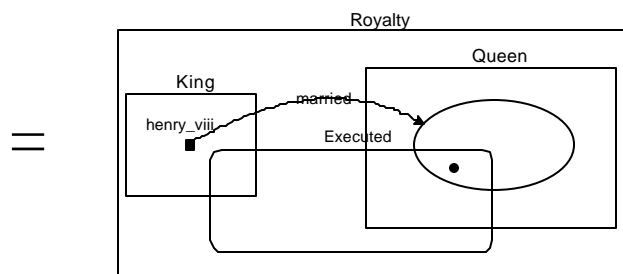 Royalty
Queen
King
married
henry_viii
Executed
=